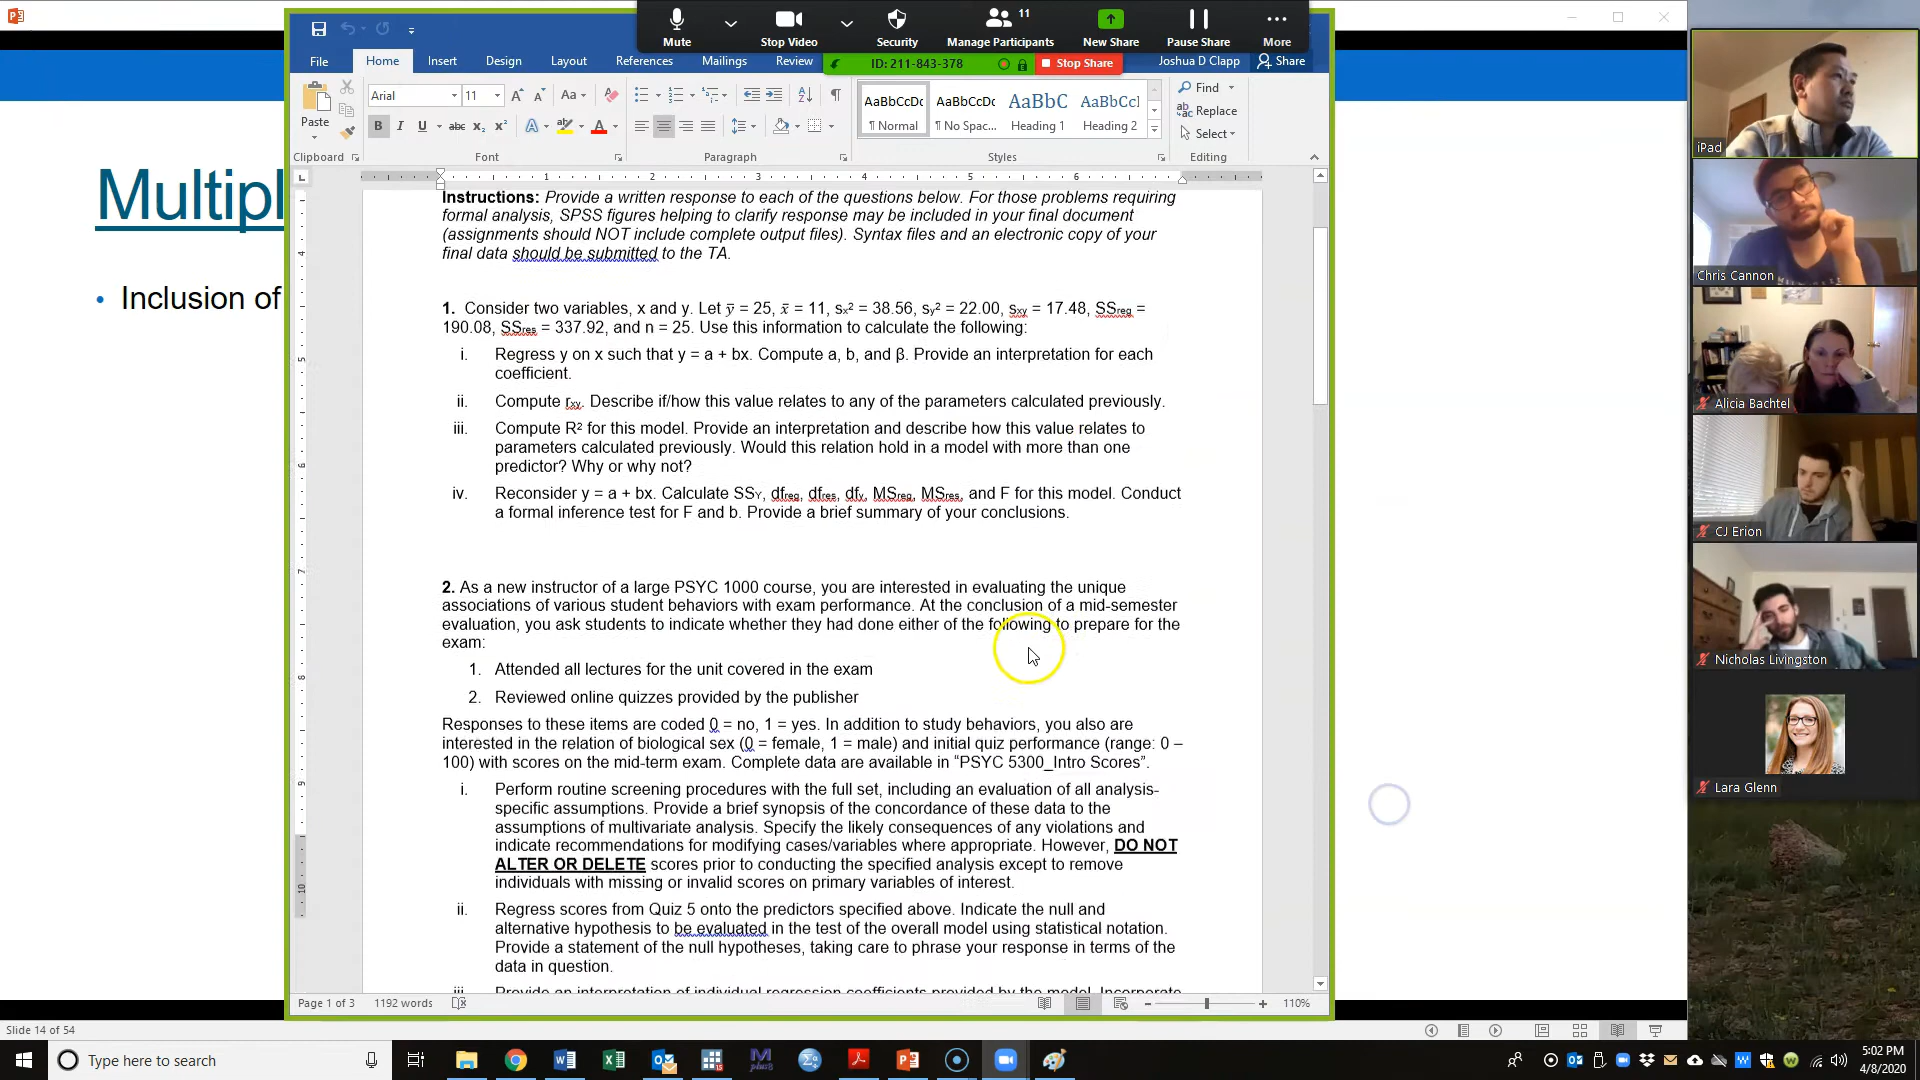 Mute
Stop Video
Security
11
Manage Participants
New Share
Pause Share
More
ID: 211-843-378
Stop Share
File
Home
Insert
Design
Layout
References
Mailings
Review
Joshua D Clapp
Share
Paste
Clipboard
Arial
11
Font
Paragraph
AaBbCcDc
¶ Normal
AaBbCcDc
¶ No Spac...
AaBbC
Heading 1
AaBbCcl
Heading 2
Styles
Find
Replace
Select
Editing
Multipl
• Inclusion of
Instructions: Provide a written response to each of the questions below. For those problems requiring
formal analysis, SPSS figures helping to clarify response may be included in your final document
(assignments should NOT include complete output files). Syntax files and an electronic copy of your
final data should be submitted to the TA.
1. Consider two variables, x and y. Let ȳ = 25, x̄ = 11, sₓ² = 38.56, sy² = 22.00, sxy = 17.48, SSreg =
190.08, SSres = 337.92, and n = 25. Use this information to calculate the following:
i. Regress y on x such that y = a + bx. Compute a, b, and β. Provide an interpretation for each
coefficient.
ii. Compute rxy. Describe if/how this value relates to any of the parameters calculated previously.
iii. Compute R² for this model. Provide an interpretation and describe how this value relates to
parameters calculated previously. Would this relation hold in a model with more than one
predictor? Why or why not?
iv. Reconsider y = a + bx. Calculate SSY, dfreg, dfres, dfy, MSreg, MSres, and F for this model. Conduct
a formal inference test for F and b. Provide a brief summary of your conclusions.
2. As a new instructor of a large PSYC 1000 course, you are interested in evaluating the unique
associations of various student behaviors with exam performance. At the conclusion of a mid-semester
evaluation, you ask students to indicate whether they had done either of the following to prepare for the
exam:
1. Attended all lectures for the unit covered in the exam
2. Reviewed online quizzes provided by the publisher
Responses to these items are coded 0 = no, 1 = yes. In addition to study behaviors, you also are
interested in the relation of biological sex (0 = female, 1 = male) and initial quiz performance (range: 0 –
100) with scores on the mid-term exam. Complete data are available in “PSYC 5300_Intro Scores”.
i. Perform routine screening procedures with the full set, including an evaluation of all analysis-
specific assumptions. Provide a brief synopsis of the concordance of these data to the
assumptions of multivariate analysis. Specify the likely consequences of any violations and
indicate recommendations for modifying cases/variables where appropriate. However, DO NOT
ALTER OR DELETE scores prior to conducting the specified analysis except to remove
individuals with missing or invalid scores on primary variables of interest.
ii. Regress scores from Quiz 5 onto the predictors specified above. Indicate the null and
alternative hypothesis to be evaluated in the test of the overall model using statistical notation.
Provide a statement of the null hypotheses, taking care to phrase your response in terms of the
data in question.
iii. Provide an interpretation of individual regression coefficients provided by the model. Incorporate
Page 1 of 3
1192 words
110%
iPad
Chris Cannon
Alicia Bachtel
CJ Erion
Nicholas Livingston
Lara Glenn
Slide 14 of 54
Type here to search
5:02 PM
4/8/2020